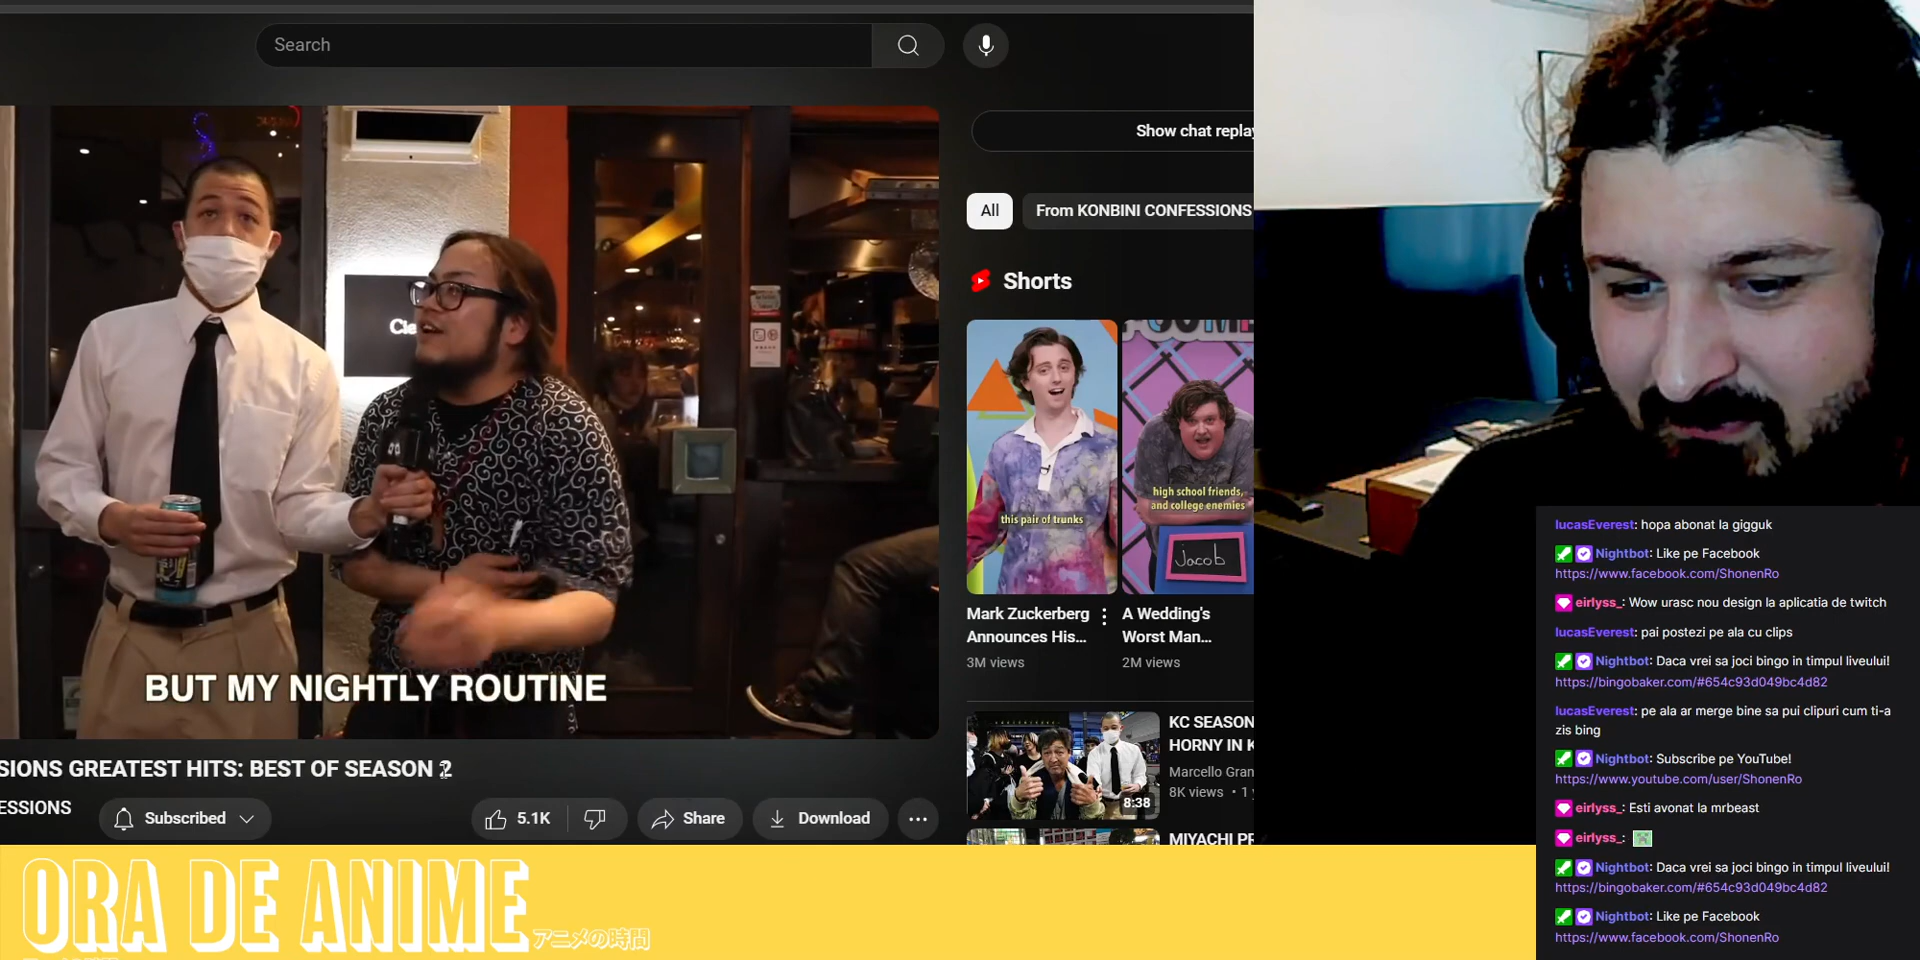 Search
Show chat replay
All
From KONBINI CONFESSIONS
Shorts
this pair of trunks
high school friends,
and college enemies
Jacob
Mark Zuckerberg
Announces His...
3M views
A Wedding's
Worst Man...
2M views
BUT MY NIGHTLY ROUTINE
SIONS GREATEST HITS: BEST OF SEASON 2
ESSIONS
Subscribed
5.1K
Share
Download
KC SEASON
HORNY IN K
Marcello Gran
8K views • 1 y
8:38
MIYACHI PR
ORA DE ANIME
アニメの時間
lucasEverest: hopa abonat la gigguk
Nightbot: Like pe Facebook
https://www.facebook.com/ShonenRo
eirlyss_: Wow urasc nou design la aplicatia de twitch
lucasEverest: pai postezi pe ala cu clips
Nightbot: Daca vrei sa joci bingo in timpul liveului!
https://bingobaker.com/#654c93d049bc4d82
lucasEverest: pe ala ar merge bine sa pui clipuri cum ti-a
zis bing
Nightbot: Subscribe pe YouTube!
https://www.youtube.com/user/ShonenRo
eirlyss_: Esti avonat la mrbeast
eirlyss_:
Nightbot: Daca vrei sa joci bingo in timpul liveului!
https://bingobaker.com/#654c93d049bc4d82
Nightbot: Like pe Facebook
https://www.facebook.com/ShonenRo